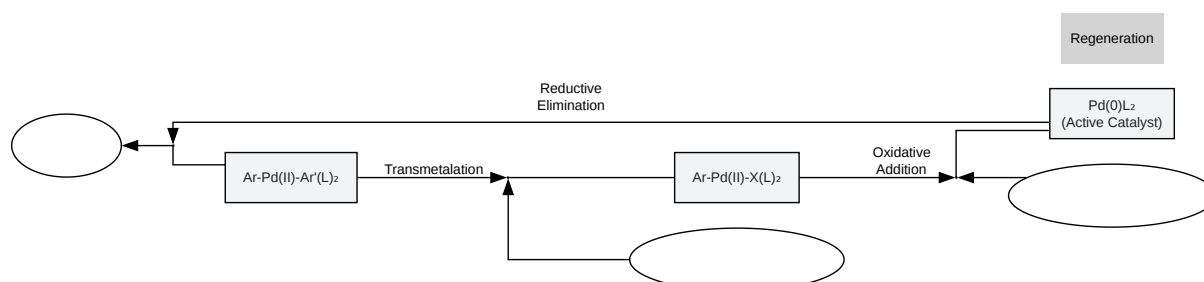 Regeneration
Reductive
Elimination
Pd(0)L₂
(Active Catalyst)
Oxidative
Addition
Ar-Pd(II)-Ar'(L)₂
Transmetalation
Ar-Pd(II)-X(L)₂